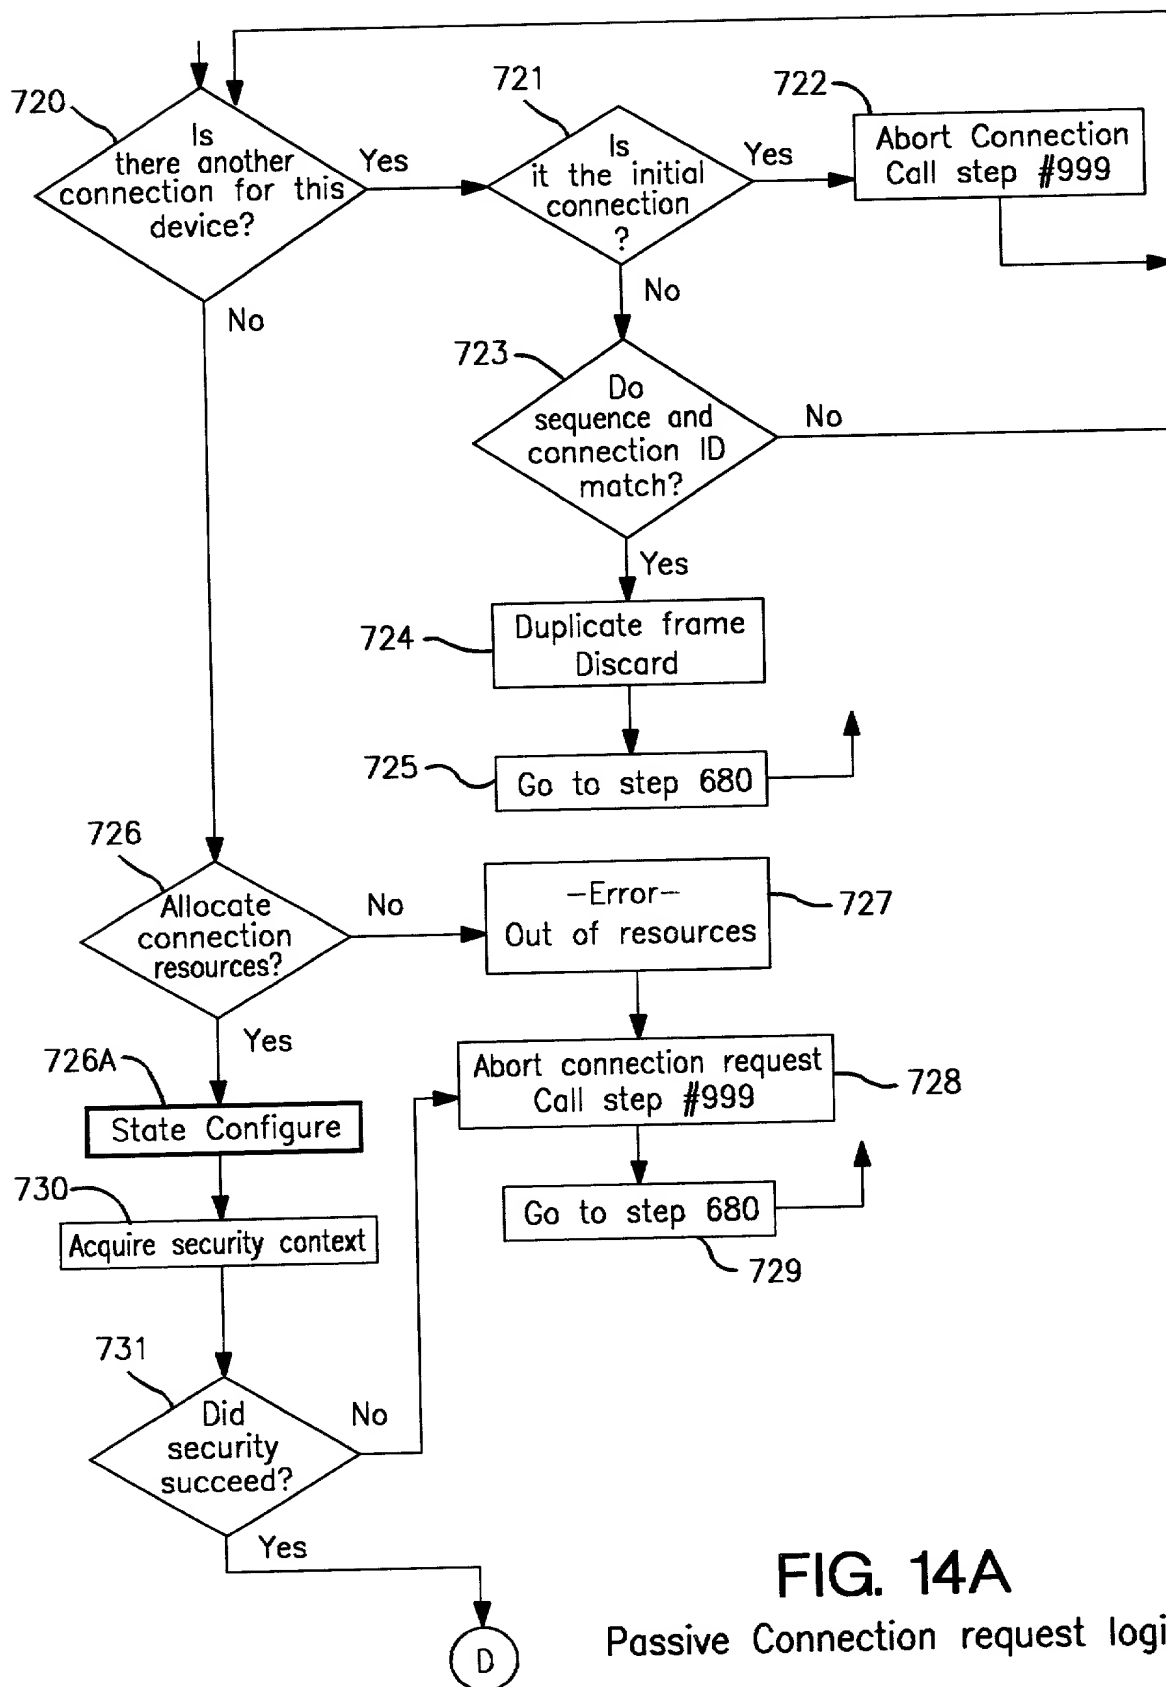 720
Is
there another
connection for this
device?
Yes
No
721
Is
it the initial
connection
?
Yes
No
722
Abort Connection
Call step #999
723
Do
sequence and
connection ID
match?
No
Yes
724
Duplicate frame
Discard
725
Go to step 680
726
Allocate
connection
resources?
No
Yes
-Error-
Out of resources
727
726A
State Configure
Abort connection request
Call step #999
728
730
Acquire security context
Go to step 680
729
731
Did
security
succeed?
No
Yes
D
FIG. 14A
Passive Connection request logi